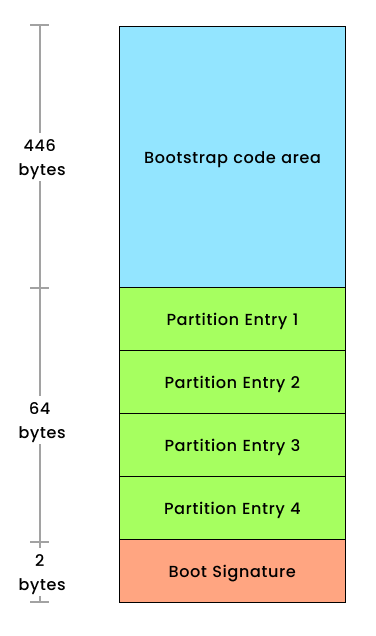 446
bytes
Bootstrap code area
Partition Entry 1
Partition Entry 2
64
bytes
Partition Entry 3
Partition Entry 4
2
bytes
Boot Signature